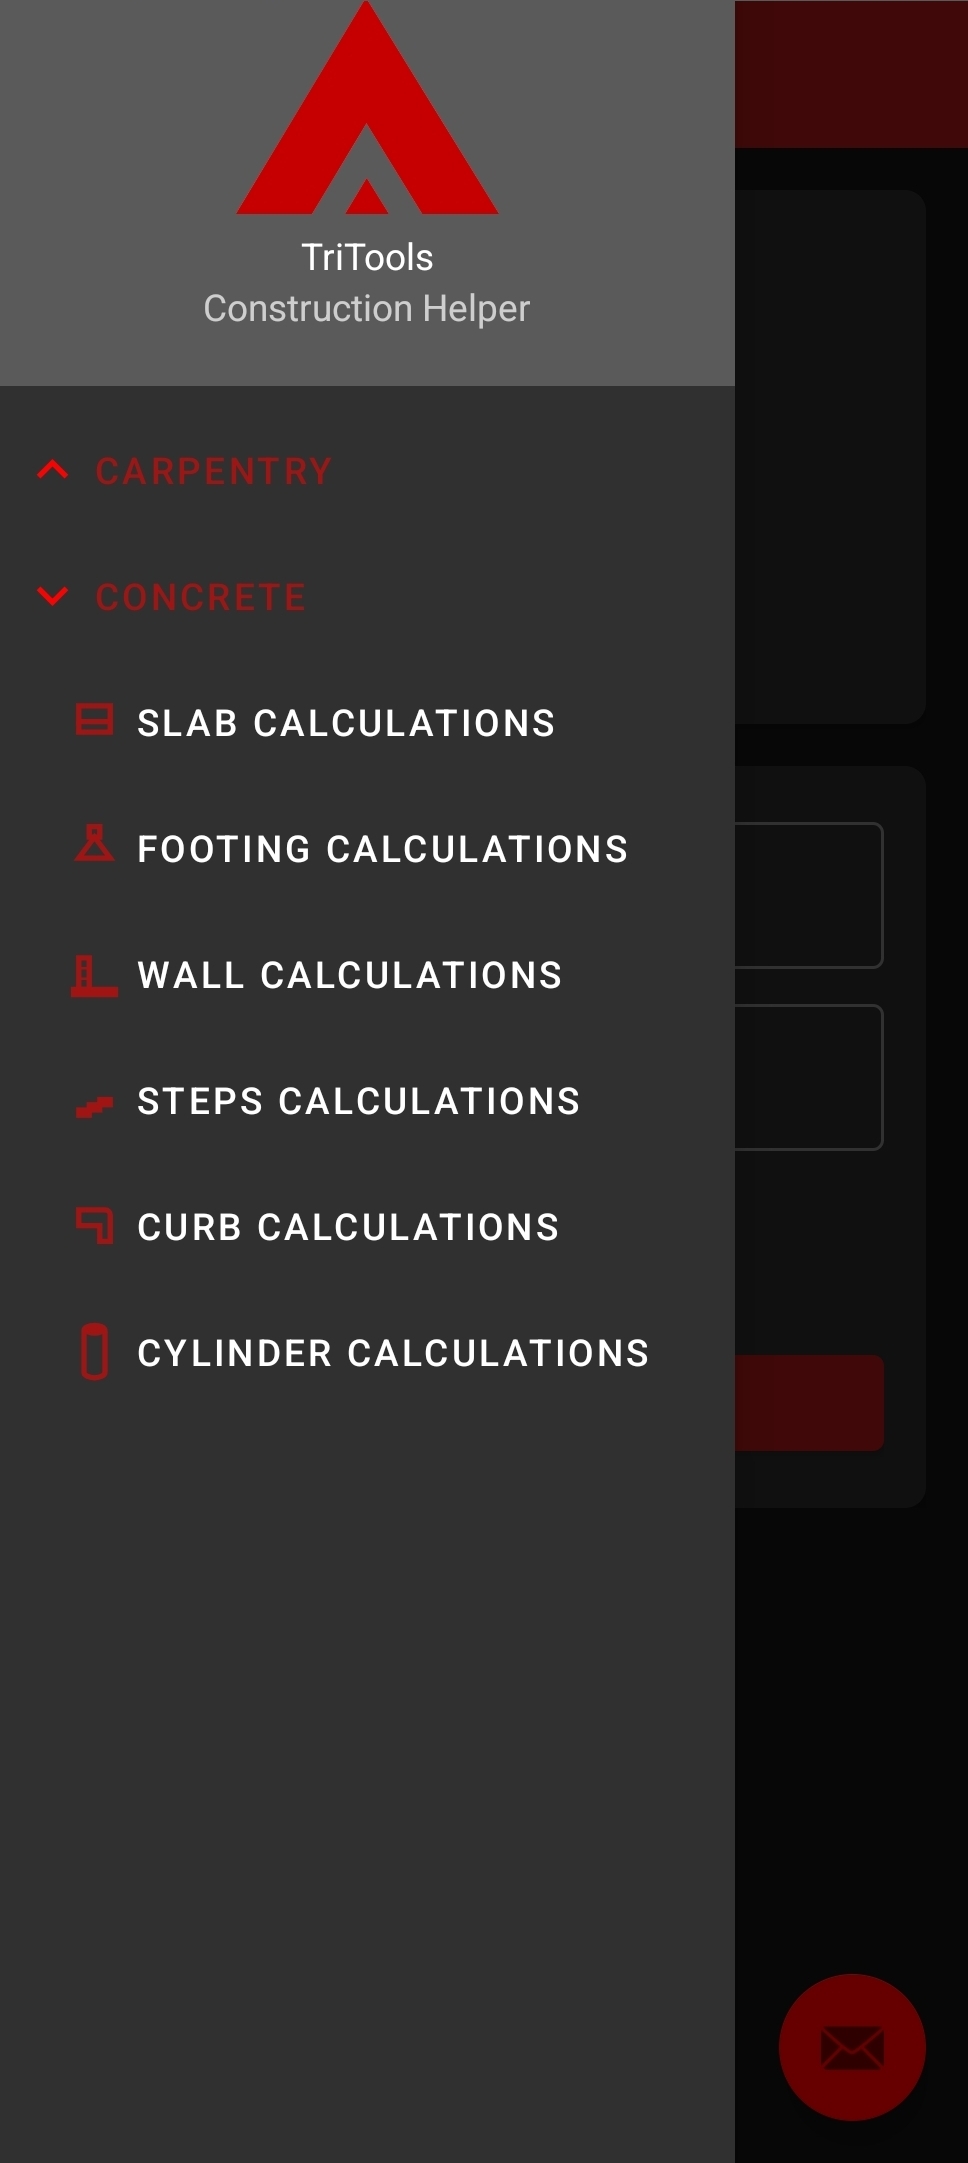 TriTools
Construction Helper
CARPENTRY
CONCRETE
SLAB CALCULATIONS
FOOTING CALCULATIONS
WALL CALCULATIONS
STEPS CALCULATIONS
CURB CALCULATIONS
CYLINDER CALCULATIONS